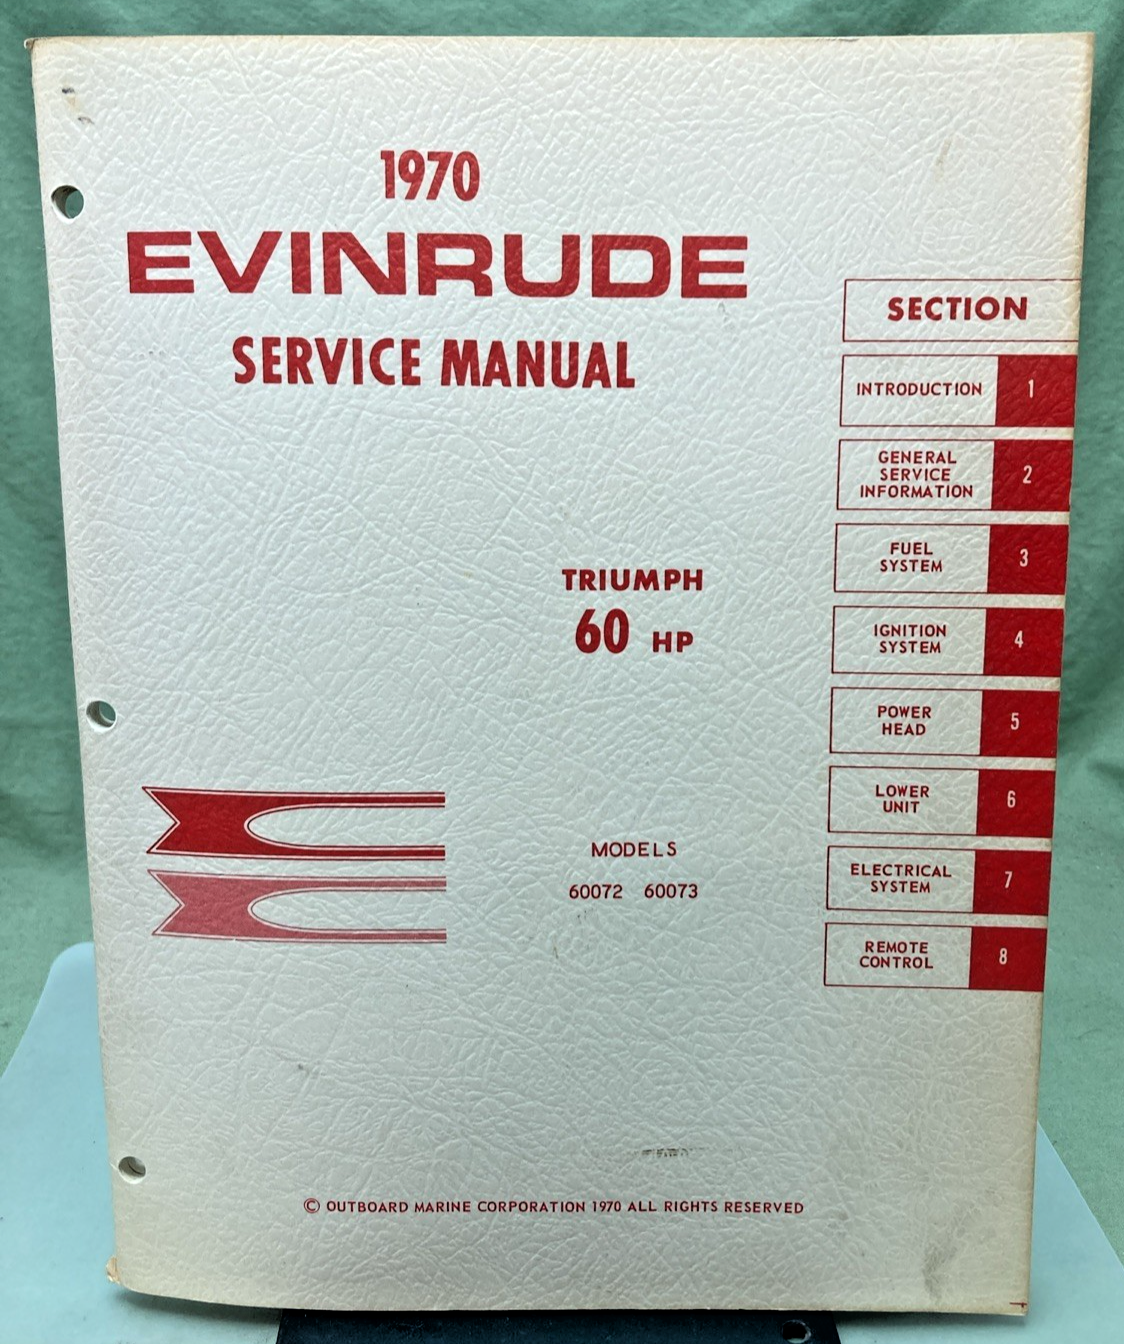 1970
EVINRUDE
SERVICE MANUAL
TRIUMPH
60 HP
MODELS
60072 60073
SECTION
INTRODUCTION 1
GENERAL
SERVICE 2
INFORMATION
FUEL
SYSTEM 3
IGNITION
SYSTEM 4
POWER
HEAD 5
LOWER
UNIT 6
ELECTRICAL
SYSTEM 7
REMOTE
CONTROL 8
© OUTBOARD MARINE CORPORATION 1970 ALL RIGHTS RESERVED